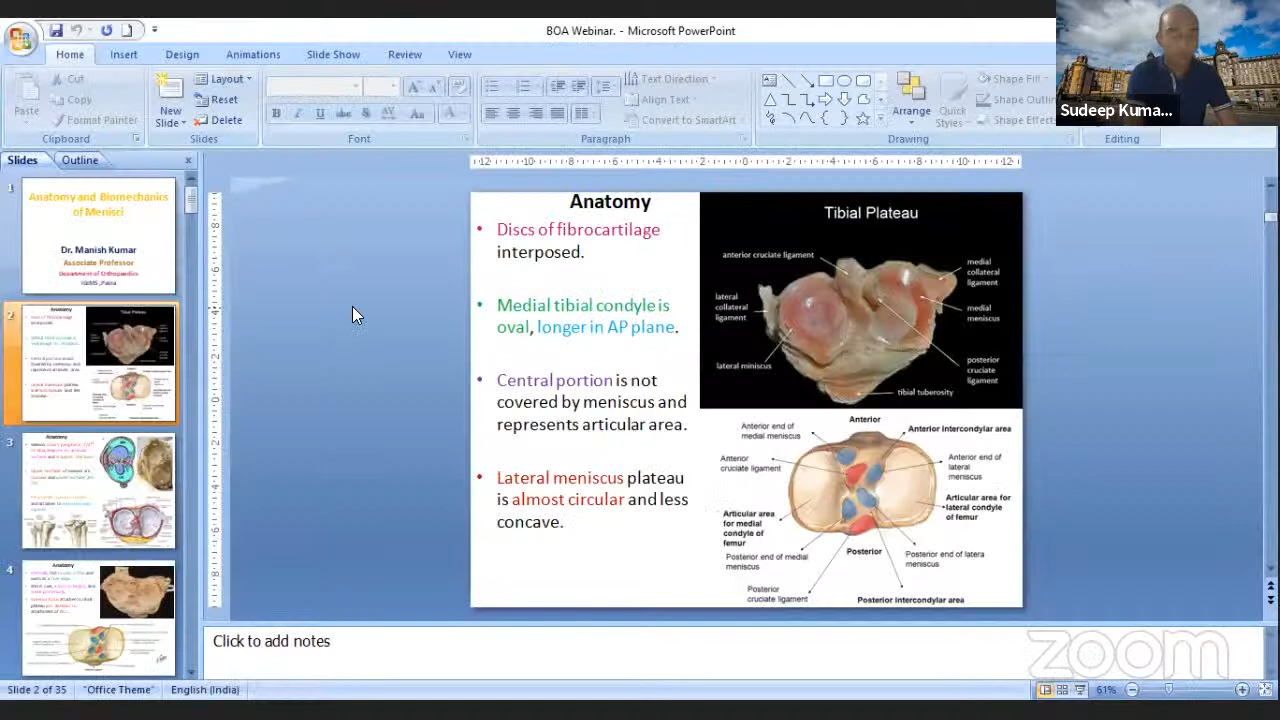 BOA Webinar. - Microsoft PowerPoint
Home Insert Design Slide Show Animations Review View
Cut
Copy
Format Painter
Paste
Clipboard
New
Slide
Layout
Reset
Delete
Slides
Font
Text Direction
Align Text
Convert to SmartArt
Paragraph
Arrange
Quick
Styles
Shape Fill
Shape Outlin
Shape Effects
Drawing
Editing
Sudeep Kuma...
Slides Outline
1
Anatomy and Biomechanics
of Menisci
Dr. Manish Kumar
Associate Professor
Department of Orthopaedics
IGIMS, Patna
2
3
4
Anatomy
• Discs of fibrocartilage
interposed.
• Medial tibial condyle is
oval, longer in AP plane.
• Central portion is not
covered by meniscus and
represents articular area.
• Lateral meniscus plateau
almost circular and less
concave.
Tibial Plateau
anterior cruciate ligament
medial
collateral
ligament
lateral
collateral
ligament
medial
meniscus
lateral miniscus
posterior
cruciate
ligament
tibial tuberosity
Anterior
Anterior end of
medial meniscus
Anterior intercondylar area
Anterior
cruciate ligament
Anterior end of
lateral
meniscus
Articular area for
lateral condyle
of femur
Articular area
for medial
condyle of
femur
Posterior
Posterior end of medial
meniscus
Posterior end of latera
meniscus
Posterior
cruciate ligament
Posterior intercondylar area
Click to add notes
zoom
Slide 2 of 35 "Office Theme" English (India) 61%